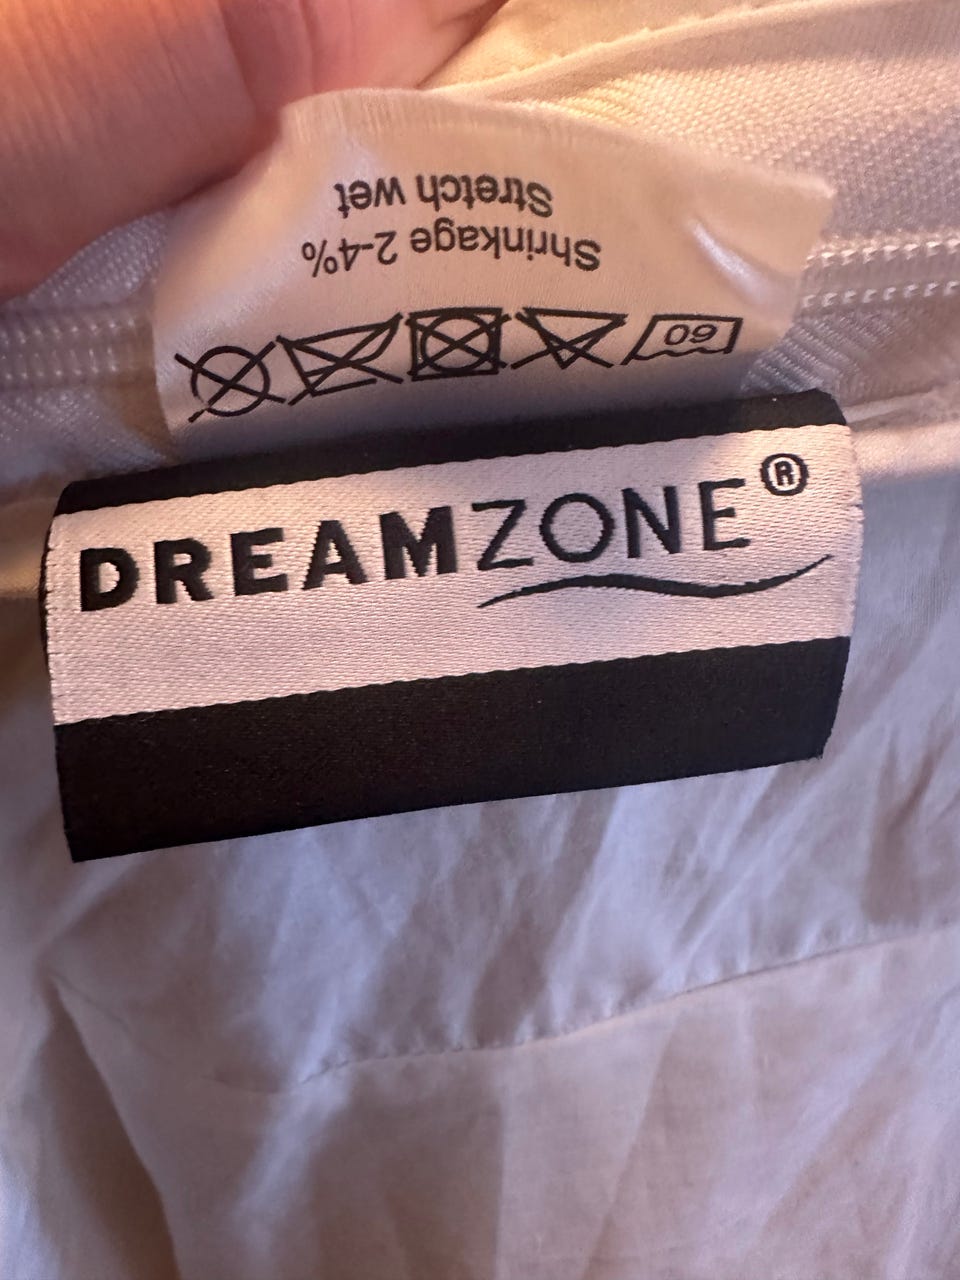 60
Shrinkage 2-4%
Stretch wet
DREAMZONE®